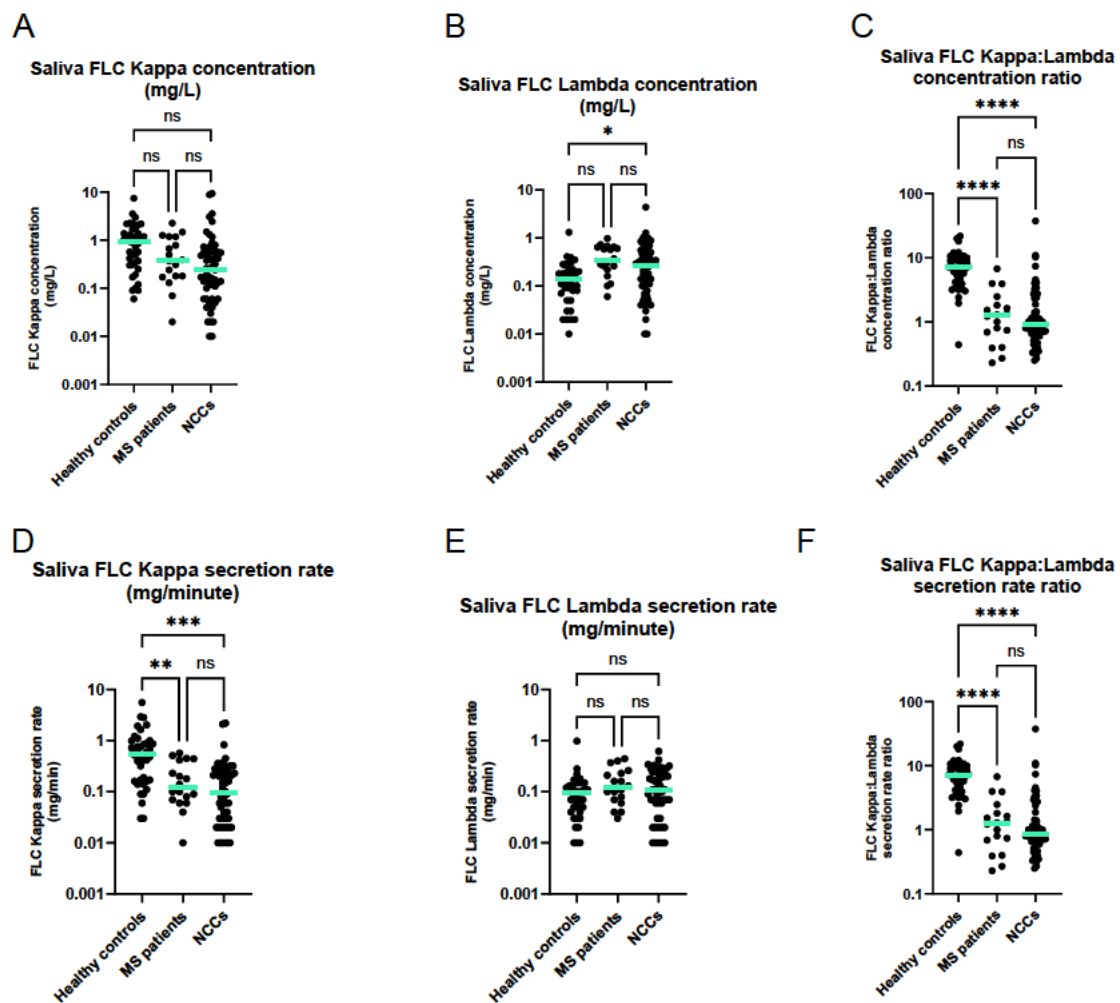 A
Saliva FLC Kappa concentration
(mg/L)
ns
ns
ns
FLC Kappa concentration
(mg/L)
10
1
0.1
0.01
0.001
Healthy controls
MS patients
NCCs
B
Saliva FLC Lambda concentration
(mg/L)
*
ns
ns
FLC Lambda concentration
(mg/L)
10
1
0.1
0.01
0.001
Healthy controls
MS patients
NCCs
C
Saliva FLC Kappa:Lambda
concentration ratio
****
ns
****
FLC Kappa:Lambda
concentration ratio
100
10
1
0.1
Healthy controls
MS patients
NCCs
D
Saliva FLC Kappa secretion rate
(mg/minute)
***
**
ns
FLC Kappa secretion rate
(mg/min)
10
1
0.1
0.01
0.001
Healthy controls
MS patients
NCCs
E
Saliva FLC Lambda secretion rate
(mg/minute)
ns
ns
ns
FLC Lambda secretion rate
(mg/min)
10
1
0.1
0.01
0.001
Healthy controls
MS patients
NCCs
F
Saliva FLC Kappa:Lambda
secretion rate ratio
****
ns
****
FLC Kappa:Lambda
secretion rate ratio
100
10
1
0.1
Healthy controls
MS patients
NCCs